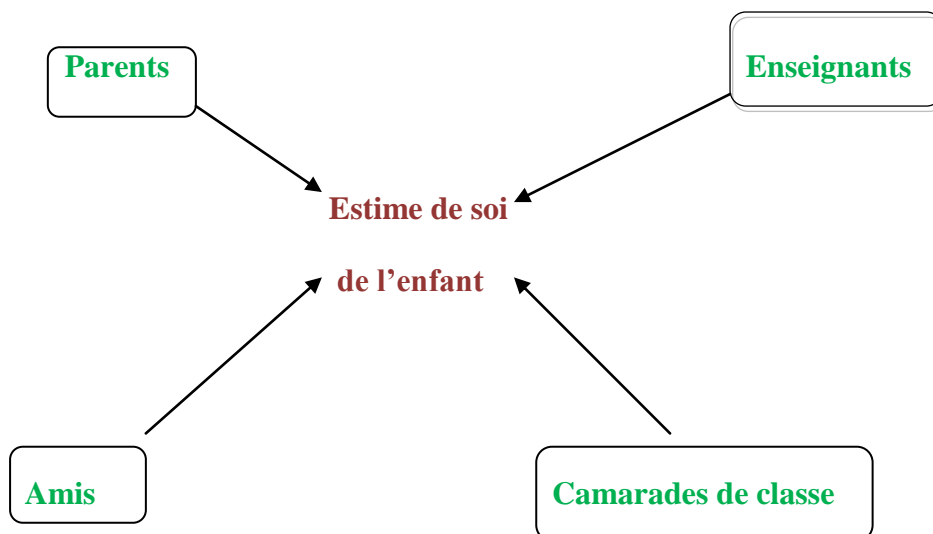 Parents
Enseignants
Estime de soi
de l’enfant
Amis
Camarades de classe